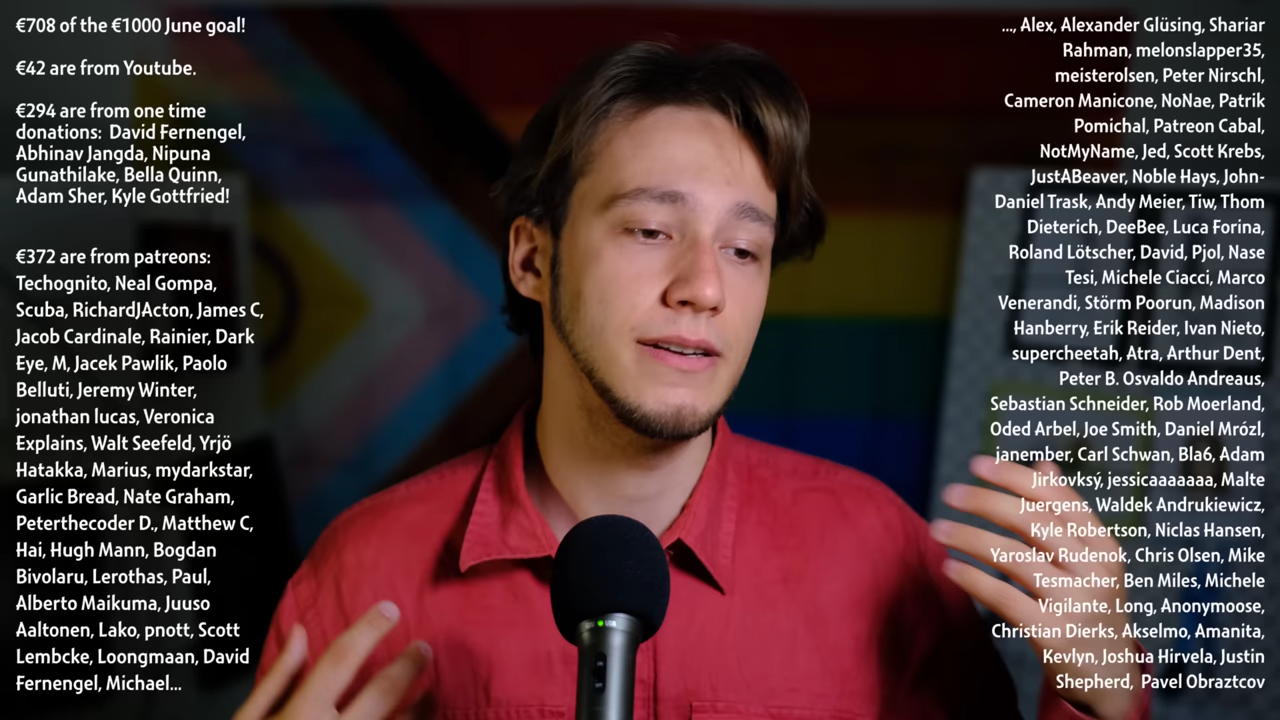 €708 of the €1000 June goal!
€42 are from Youtube.
€294 are from one time
donations:  David Fernengel,
Abhinav Jangda, Nipuna
Gunathilake, Bella Quinn,
Adam Sher, Kyle Gottfried!
€372 are from patreons:
Techognito, Neal Gompa,
Scuba, RichardJActon, James C,
Jacob Cardinale, Rainier, Dark
Eye, M, Jacek Pawlik, Paolo
Belluti, Jeremy Winter,
jonathan lucas, Veronica
Explains, Walt Seefeld, Yrjö
Hatakka, Marius, mydarkstar,
Garlic Bread, Nate Graham,
Peterthecoder D., Matthew C,
Hai, Hugh Mann, Bogdan
Bivolaru, Lerothas, Paul,
Alberto Maikuma, Juuso
Aaltonen, Lako, pnott, Scott
Lembcke, Loongmaan, David
Fernengel, Michael...
..., Alex, Alexander Glüsing, Shariar
Rahman, melonslapper35,
meisterolsen, Peter Nirschl,
Cameron Manicone, NoNae, Patrik
Pomichal, Patreon Cabal,
NotMyName, Jed, Scott Krebs,
JustABeaver, Noble Hays, John-
Daniel Trask, Andy Meier, Tiw, Thom
Dieterich, DeeBee, Luca Forina,
Roland Lötscher, David, Pjol, Nase
Tesi, Michele Ciacci, Marco
Venerandi, Störm Poorun, Madison
Hanberry, Erik Reider, Ivan Nieto,
supercheetah, Atra, Arthur Dent,
Peter B. Osvaldo Andreaus,
Sebastian Schneider, Rob Moerland,
Oded Arbel, Joe Smith, Daniel Mrózl,
janember, Carl Schwan, Bla6, Adam
Jirkovksý, jessicaaaaaaa, Malte
Juergens, Waldek Andrukiewicz,
Kyle Robertson, Niclas Hansen,
Yaroslav Rudenok, Chris Olsen, Mike
Tesmacher, Ben Miles, Michele
Vigilante, Long, Anonymoose,
Christian Dierks, Akselmo, Amanita,
Kevlyn, Joshua Hirvela, Justin
Shepherd,  Pavel Obraztcov